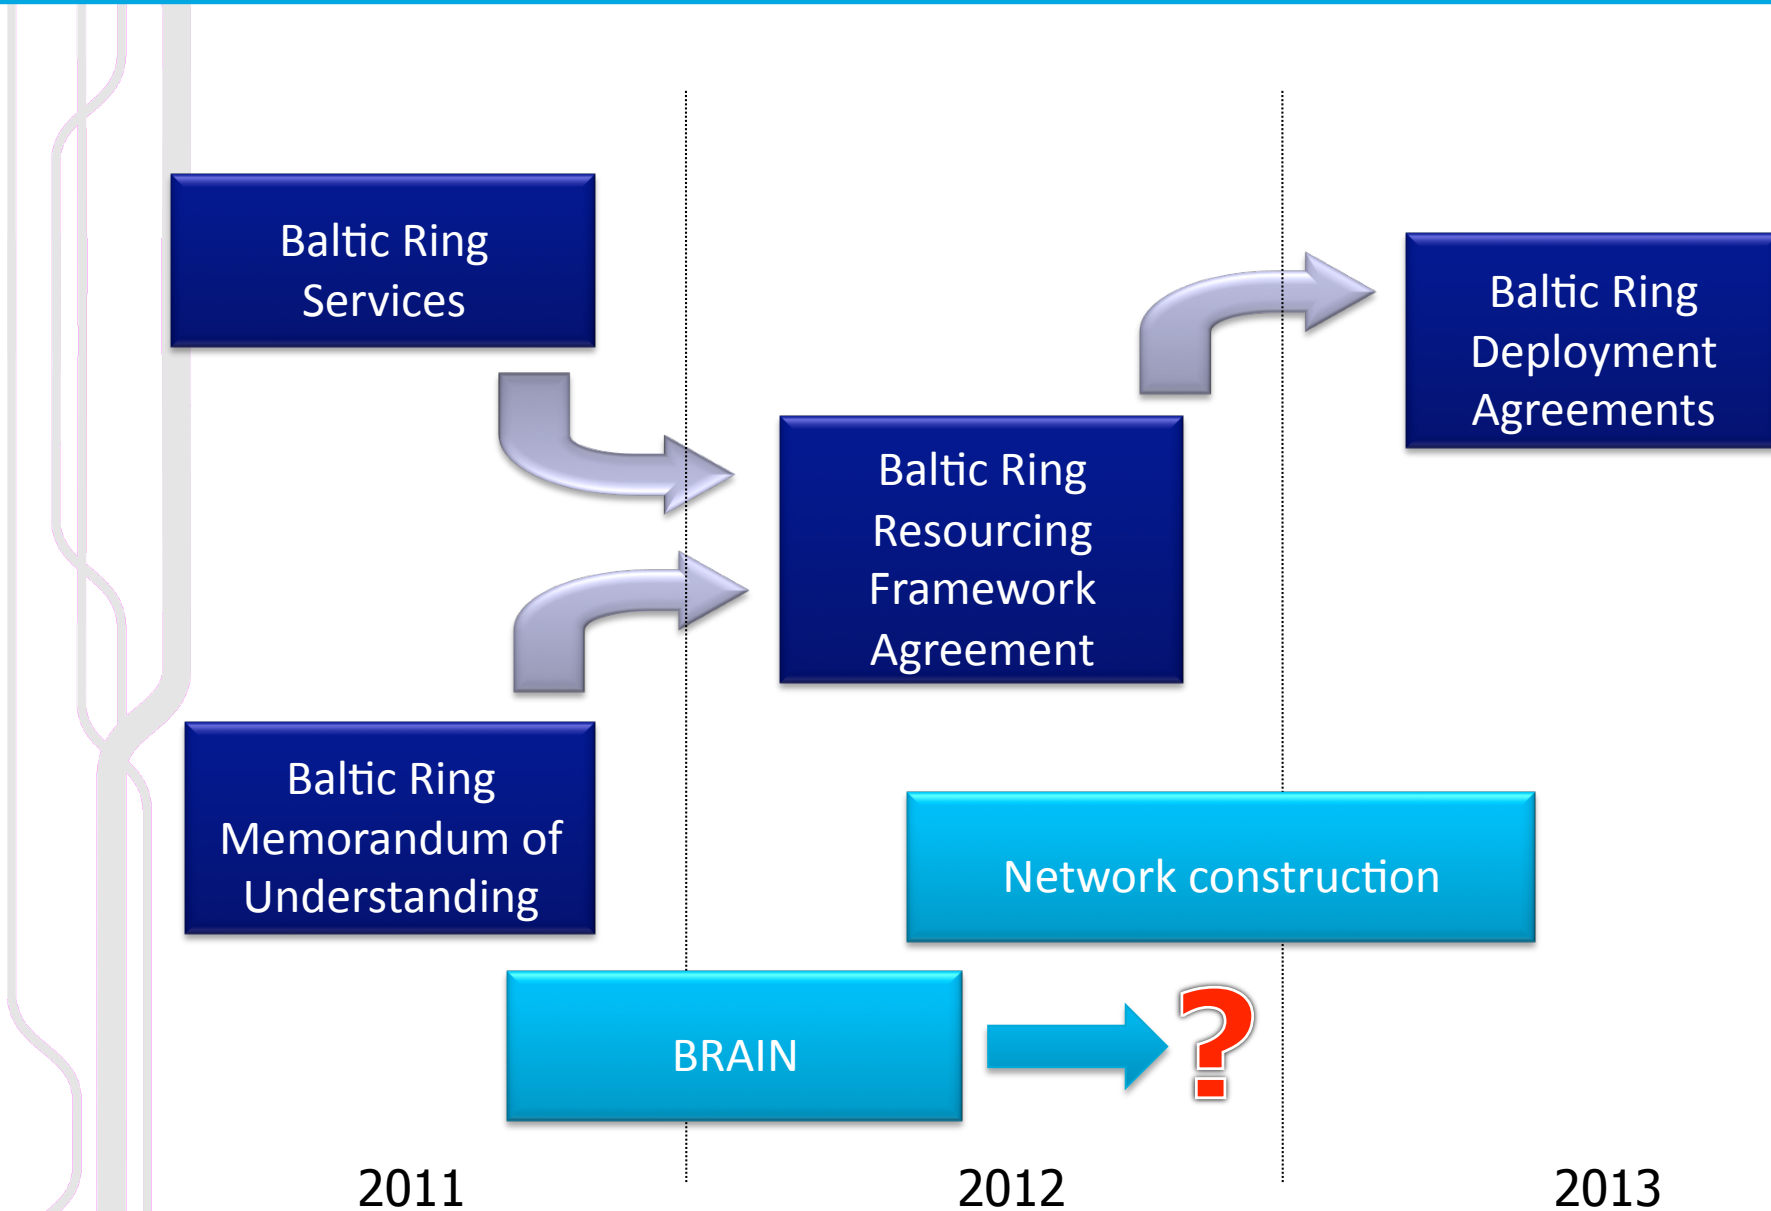 Baltic Ring
Services
Baltic Ring
Deployment
Agreements
Baltic Ring
Resourcing
Framework
Agreement
Baltic Ring
Memorandum of
Understanding
Network construction
BRAIN
?
2011
2012
2013